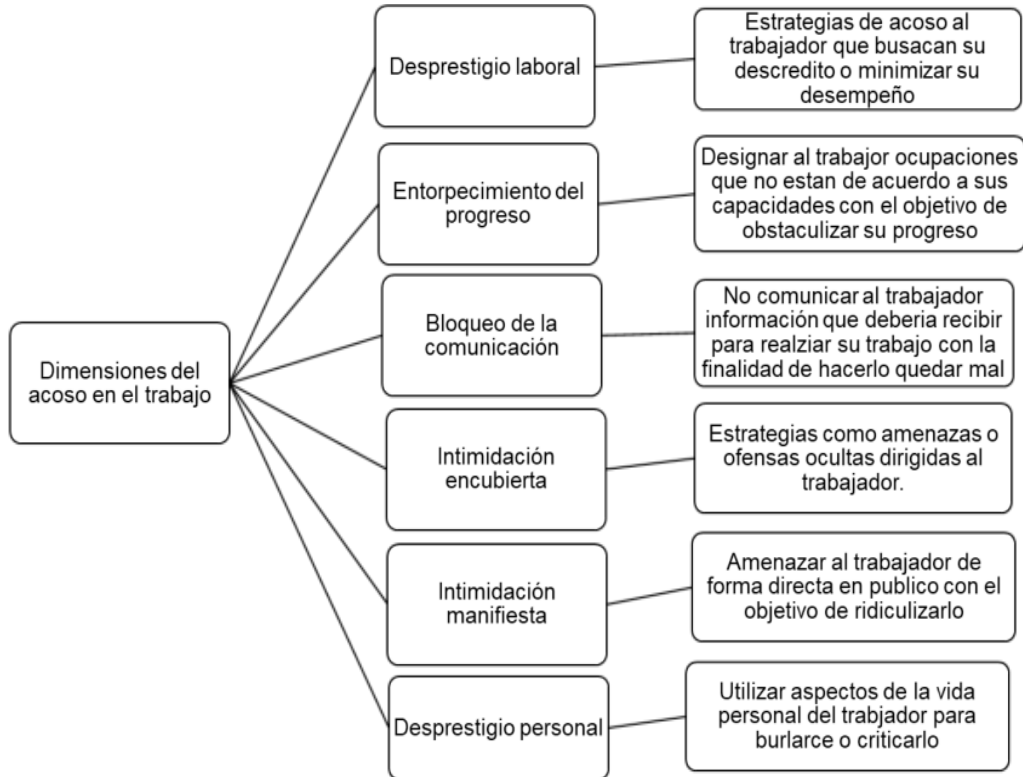 Dimensiones del
acoso en el trabajo
Desprestigio laboral
Estrategias de acoso al
trabajador que busacan su
descredito o minimizar su
desempeño
Entorpecimiento del
progreso
Designar al trabajor ocupaciones
que no estan de acuerdo a sus
capacidades con el objetivo de
obstaculizar su progreso
Bloqueo de la
comunicación
No comunicar al trabajador
información que deberia recibir
para realziar su trabajo con la
finalidad de hacerlo quedar mal
Intimidación
encubierta
Estrategias como amenazas o
ofensas ocultas dirigidas al
trabajador.
Intimidación
manifiesta
Amenazar al trabajador de
forma directa en publico con el
objetivo de ridiculizarlo
Desprestigio personal
Utilizar aspectos de la vida
personal del trabjador para
burlarce o criticarlo